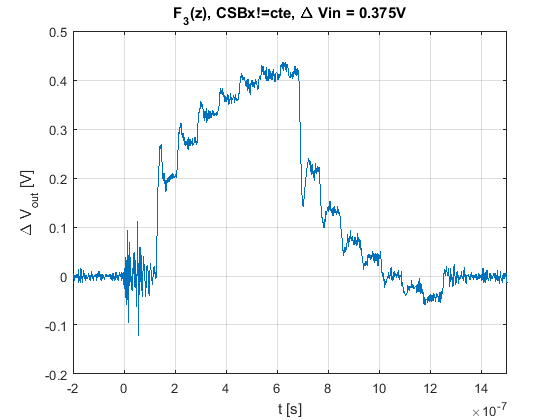 F3(z), CSBx!=cte, Δ Vin = 0.375V
0.5
0.4
0.3
0.2
0.1
0
-0.1
-0.2
Δ Vout [V]
-2 0 2 4 6 8 10 12 14
t [s]
×10-7